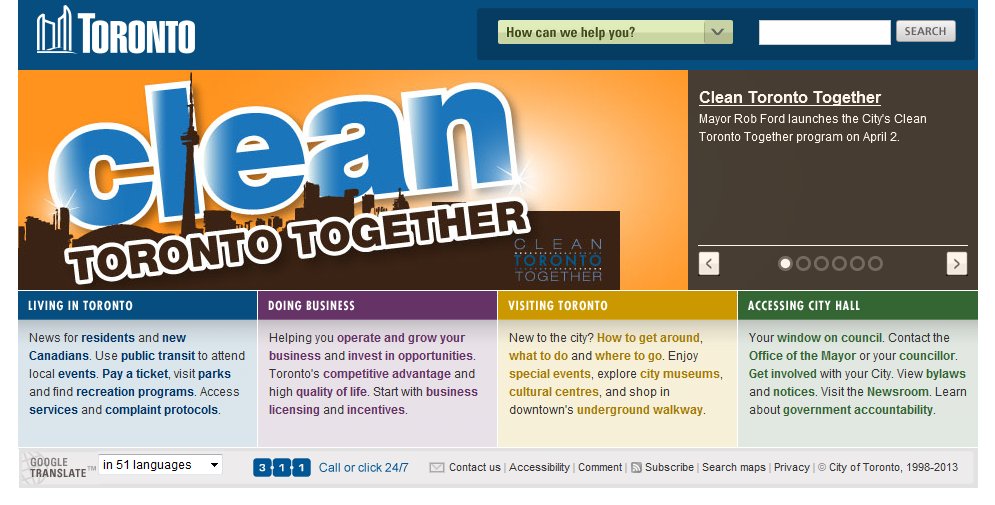 TORONTO
How can we help you?
SEARCH
clean
TORONTO TOGETHER
CLEAN
TORONTO
TOGETHER
Clean Toronto Together
Mayor Rob Ford launches the City's Clean
Toronto Together program on April 2.
LIVING IN TORONTO
News for residents and new
Canadians. Use public transit to attend
local events. Pay a ticket, visit parks
and find recreation programs. Access
services and complaint protocols.
DOING BUSINESS
Helping you operate and grow your
business and invest in opportunities.
Toronto's competitive advantage and
high quality of life. Start with business
licensing and incentives.
VISITING TORONTO
New to the city? How to get around,
what to do and where to go. Enjoy
special events, explore city museums,
cultural centres, and shop in
downtown's underground walkway.
ACCESSING CITY HALL
Your window on council. Contact the
Office of the Mayor or your councillor.
Get involved with your City. View bylaws
and notices. Visit the Newsroom. Learn
about government accountability.
GOOGLE
TRANSLATE™
in 51 languages
3 1 1 Call or click 24/7
Contact us | Accessibility | Comment | Subscribe | Search maps | Privacy | © City of Toronto, 1998-2013